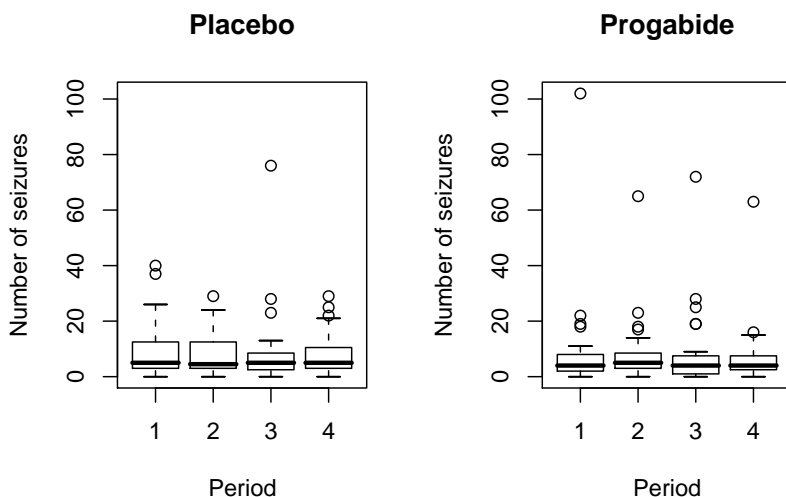 Placebo
Number of seizures
100
80
60
40
20
0
1 2 3 4
Period
Progabide
Number of seizures
100
80
60
40
20
0
1 2 3 4
Period